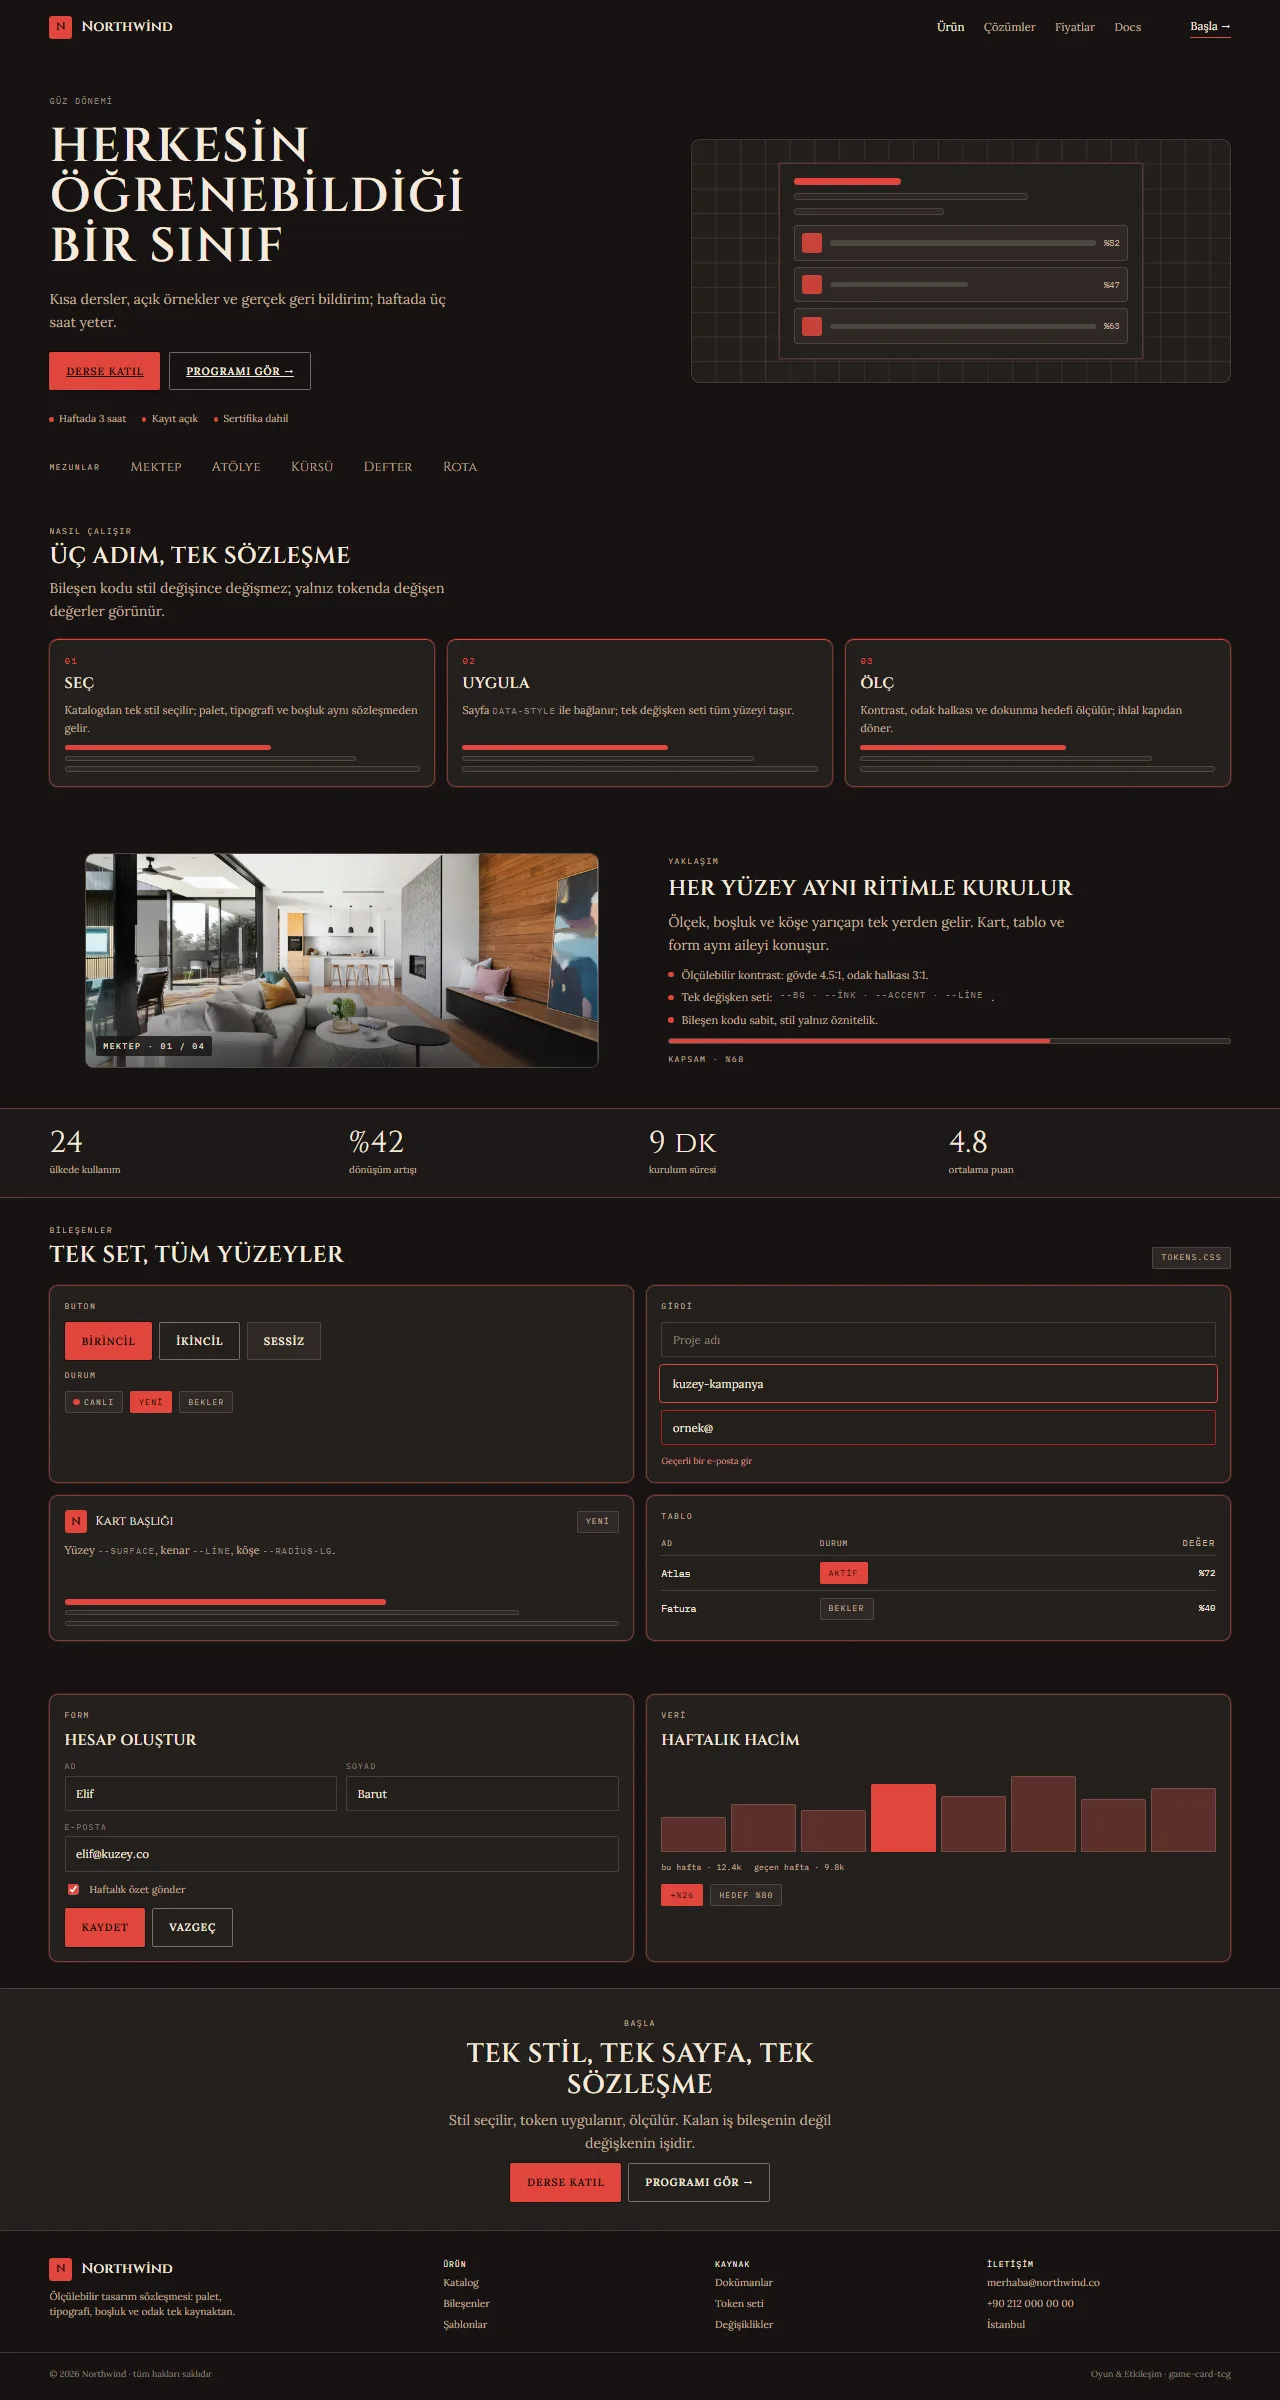 N Northwind
Ürün Çözümler Fiyatlar Docs Başla →
GÜZ DÖNEMİ
HERKESİN
ÖĞRENEBİLDİĞİ
BİR SINIF
Kısa dersler, açık örnekler ve gerçek geri bildirim; haftada üç
saat yeter.
DERSE KATIL PROGRAMI GÖR →
Haftada 3 saat Kayıt açık Sertifika dahil
%82
%47
%63
MEZUNLAR Mektep Atölye Kürsü Defter Rota
NASIL ÇALIŞIR
ÜÇ ADIM, TEK SÖZLEŞME
Bileşen kodu stil değişince değişmez; yalnız tokenda değişen
değerler görünür.
01
SEÇ
Katalogdan tek stil seçilir; palet, tipografi ve boşluk aynı sözleşmeden
gelir.
02
UYGULA
Sayfa DATA-STYLE ile bağlanır; tek değişken seti tüm yüzeyi taşır.
03
ÖLÇ
Kontrast, odak halkası ve dokunma hedefi ölçülür; ihlal kapıdan
döner.
MEKTEP · 01 / 04
YAKLAŞIM
HER YÜZEY AYNI RİTİMLE KURULUR
Ölçek, boşluk ve köşe yarıçapı tek yerden gelir. Kart, tablo ve
form aynı aileyi konuşur.
Ölçülebilir kontrast: gövde 4.5:1, odak halkası 3:1.
Tek değişken seti: --BG · --İNK · --ACCENT · --LİNE .
Bileşen kodu sabit, stil yalnız öznitelik.
KAPSAM · %68
24
ülkede kullanım
%42
dönüşüm artışı
9 DK
kurulum süresi
4.8
ortalama puan
BİLEŞENLER
TEK SET, TÜM YÜZEYLER
TOKENS.CSS
BUTON
BİRİNCİL İKİNCİL SESSİZ
DURUM
CANLI YENİ BEKLER
GİRDİ
Proje adı
kuzey-kampanya
ornek@
Geçerli bir e-posta gir
N Kart başlığı YENİ
Yüzey --SURFACE, kenar --LİNE, köşe --RADİUS-LG.
TABLO
AD DURUM DEĞER
Atlas AKTİF %72
Fatura BEKLER %40
FORM
HESAP OLUŞTUR
AD SOYAD
Elif Barut
E-POSTA
elif@kuzey.co
Haftalık özet gönder
KAYDET VAZGEÇ
VERİ
HAFTALIK HACİM
bu hafta · 12.4k geçen hafta · 9.8k
+%26 HEDEF %80
BAŞLA
TEK STİL, TEK SAYFA, TEK
SÖZLEŞME
Stil seçilir, token uygulanır, ölçülür. Kalan iş bileşenin değil
değişkenin işidir.
DERSE KATIL PROGRAMI GÖR →
N Northwind
Ölçülebilir tasarım sözleşmesi: palet,
tipografi, boşluk ve odak tek kaynaktan.
ÜRÜN
Katalog
Bileşenler
Şablonlar
KAYNAK
Dokümanlar
Token seti
Değişiklikler
İLETİŞİM
merhaba@northwind.co
+90 212 000 00 00
İstanbul
© 2026 Northwind · tüm hakları saklıdır
Oyun & Etkileşim · game-card-tcg